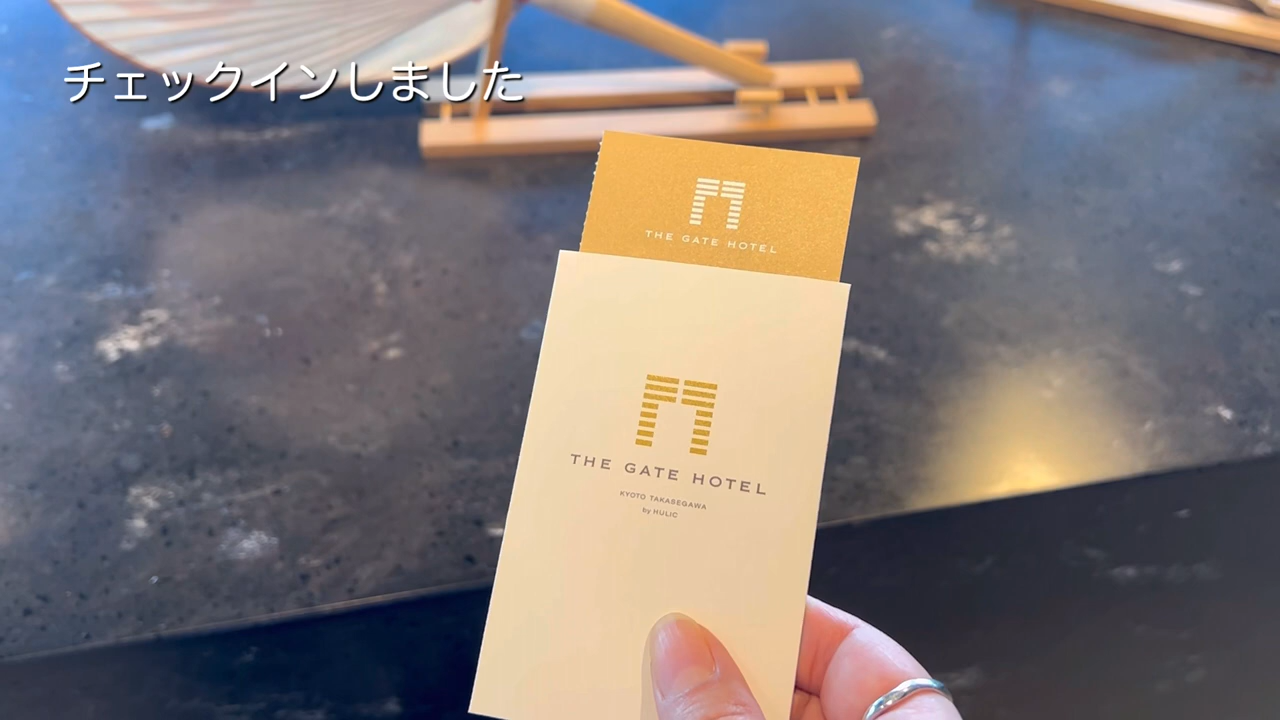 チェックインしました
THE GATE HOTEL
THE GATE HOTEL
KYOTO TAKASEGAWA
by HULIC